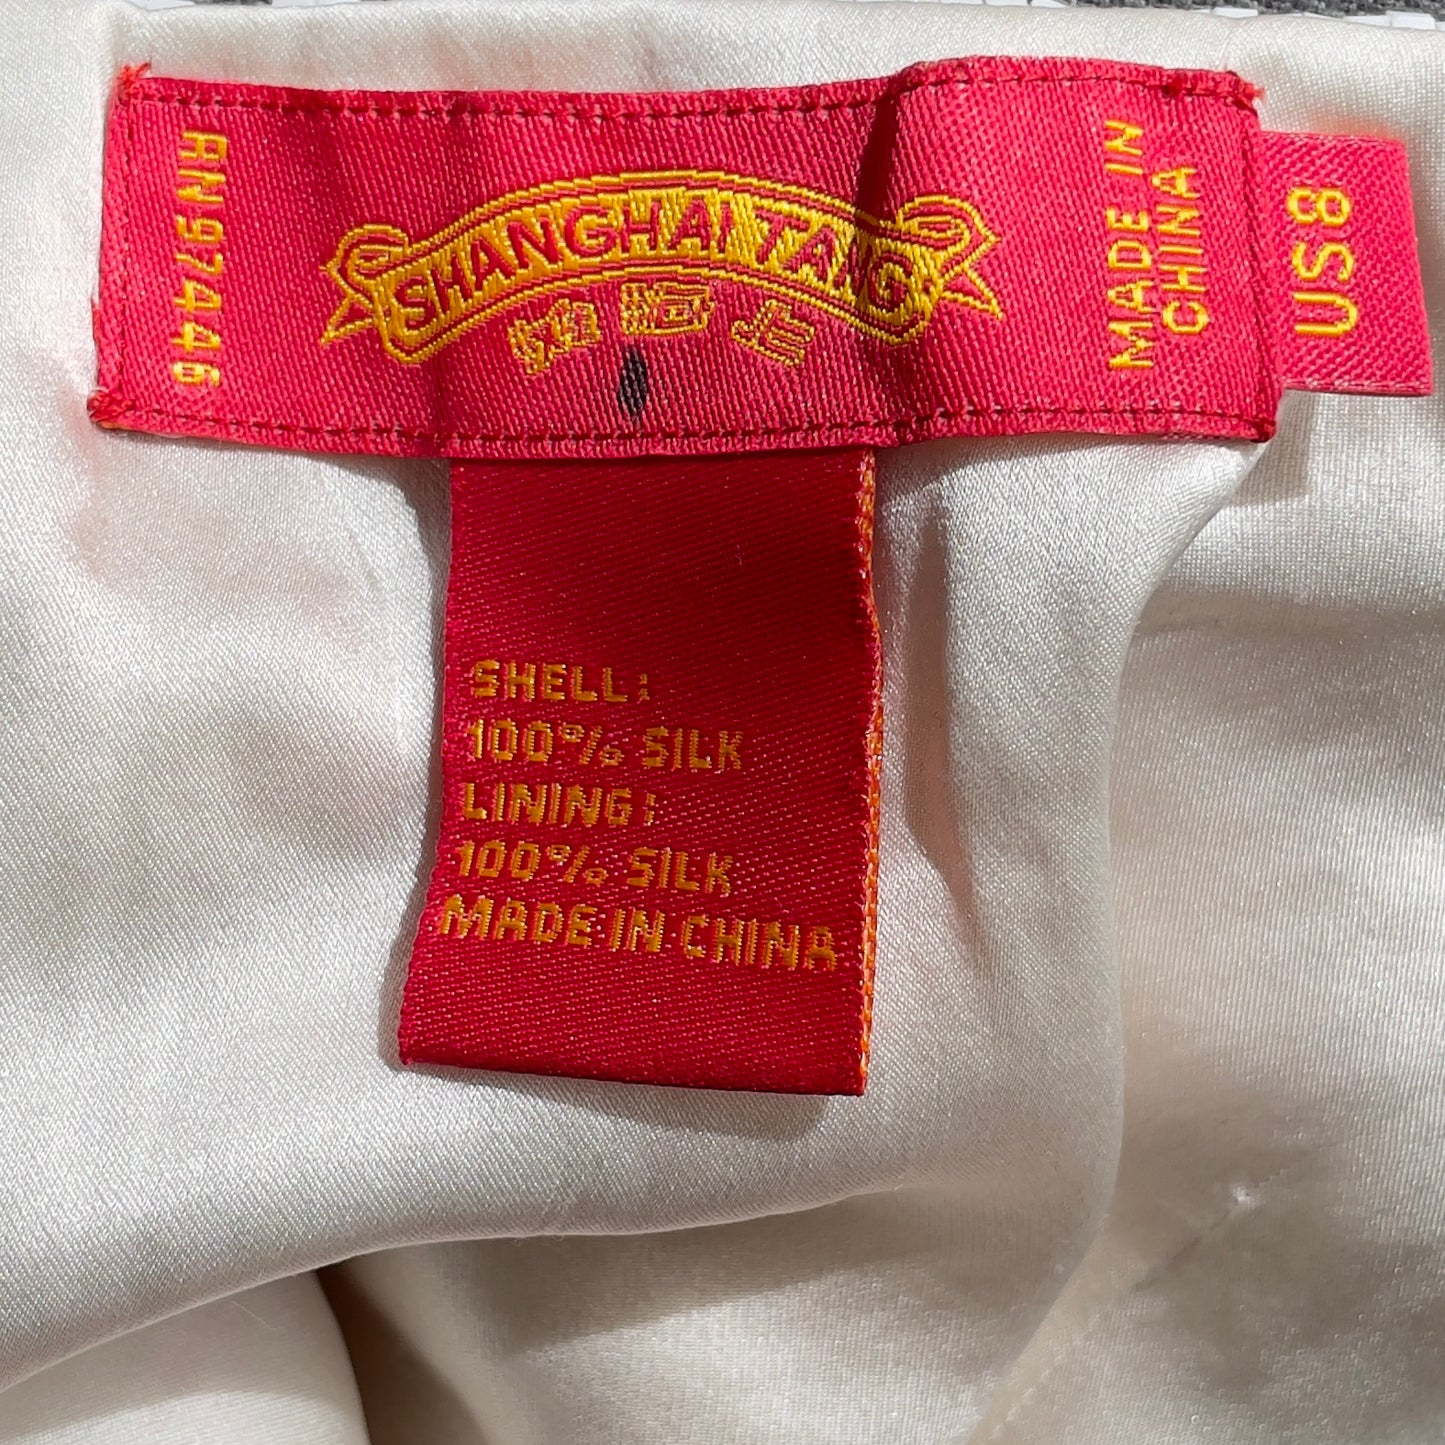 RN97446
SHANGHAI TANG
灘海上
MADE IN
CHINA
US8
SHELL:
100% SILK
LINING:
100% SILK
MADE IN CHINA